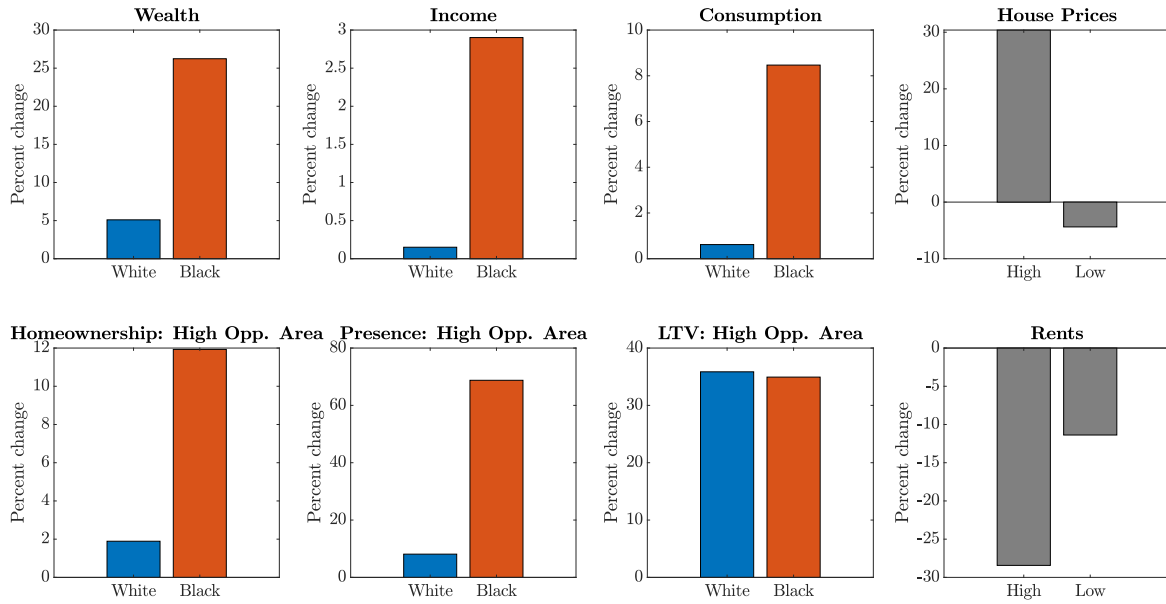 Wealth
Percent change
30
25
20
15
10
5
0
White Black
Income
Percent change
3
2.5
2
1.5
1
0.5
0
White Black
Consumption
Percent change
10
8
6
4
2
0
White Black
House Prices
Percent change
30
20
10
0
-10
High Low
Homeownership: High Opp. Area
Percent change
12
10
8
6
4
2
0
White Black
Presence: High Opp. Area
Percent change
80
60
40
20
0
White Black
LTV: High Opp. Area
Percent change
40
30
20
10
0
White Black
Rents
Percent change
0
-5
-10
-15
-20
-25
-30
High Low